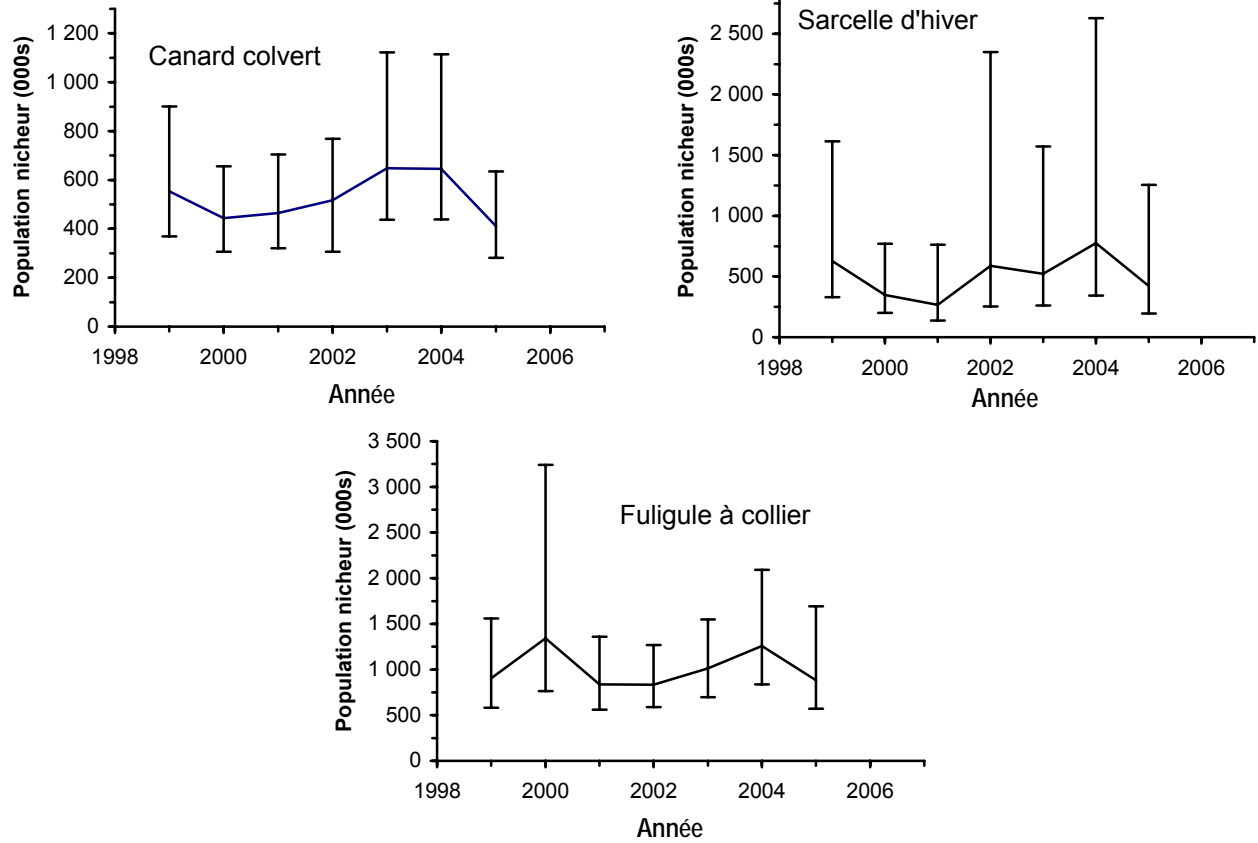 Canard colvert
Population nicheur (000s)
1 200
1 000
800
600
400
200
0
1998 2000 2002 2004 2006
Année
Sarcelle d'hiver
Population nicheur (000s)
2 500
2 000
1 500
1 000
500
0
1998 2000 2002 2004 2006
Année
Fuligule à collier
Population nicheur (000s)
3 500
3 000
2 500
2 000
1 500
1 000
500
0
1998 2000 2002 2004 2006
Année